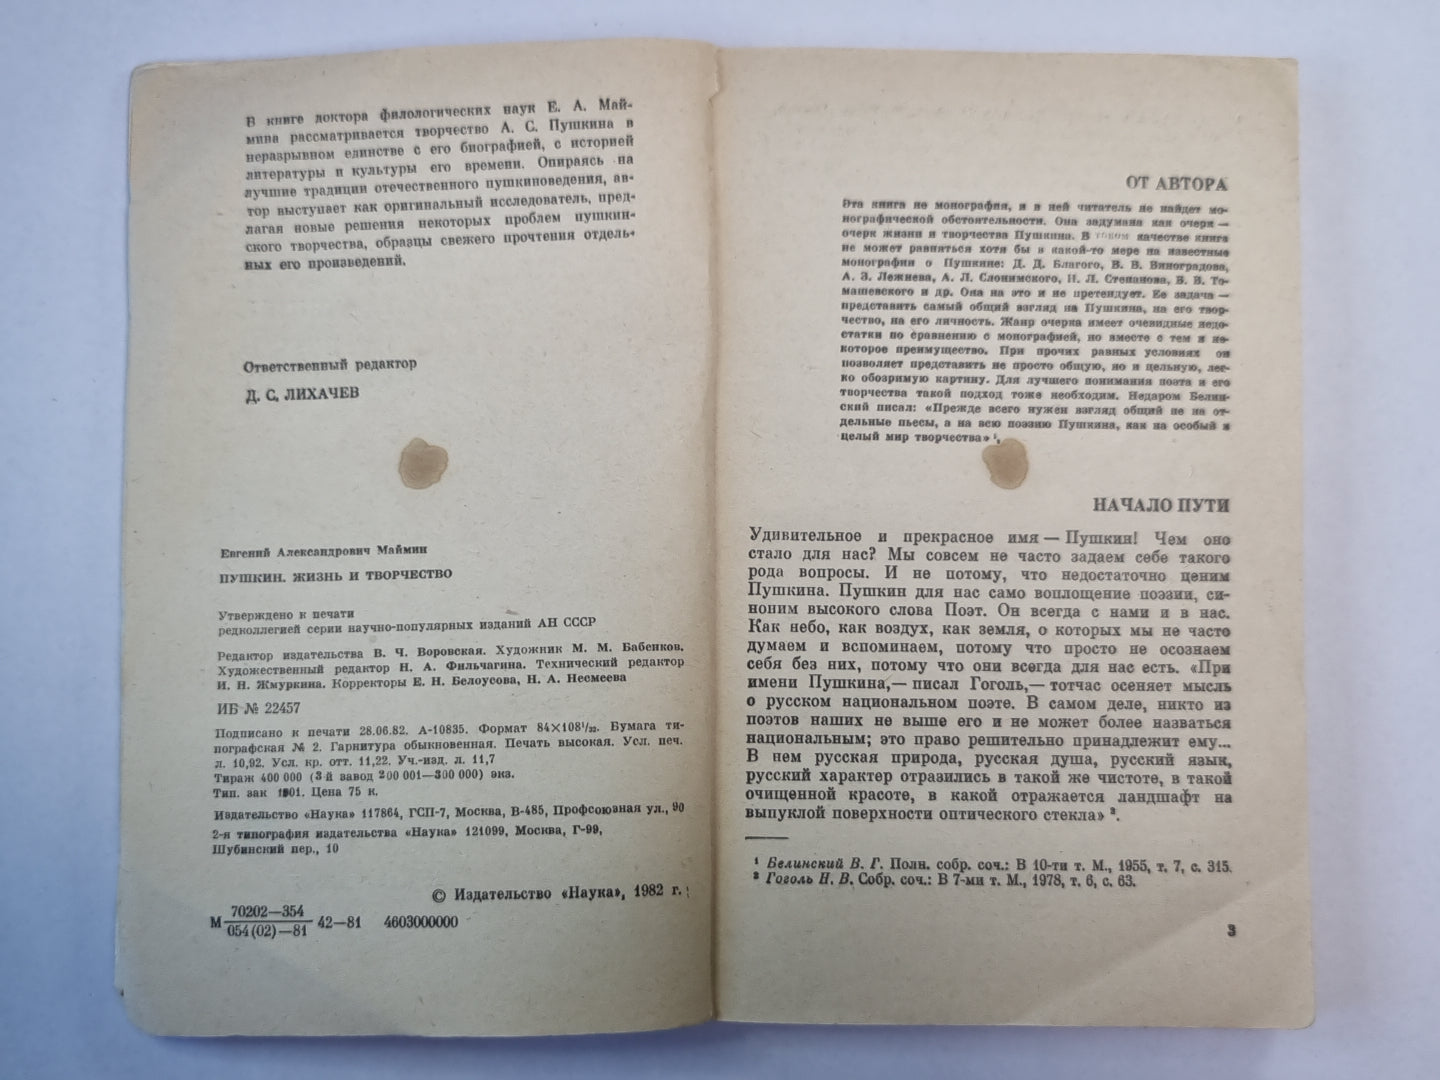 В книге доктора филологических наук Е. А. Май-
мина рассматривается творчество А. С. Пушкина в
неразрывном единстве с его биографией, с историей
литературы и культуры его времени. Опираясь на
лучшие традиции отечественного пушкиноведения, ав-
тор выступает как оригинальный исследователь, пред-
лагая новые решения некоторых проблем пушкин-
ского творчества, образцы свежего прочтения отдель-
ных его произведений.
Ответственный редактор
Д. С. ЛИХАЧЕВ
Евгений Александрович Маймин
ПУШКИН. ЖИЗНЬ И ТВОРЧЕСТВО
Утверждено к печати
редколлегией серии научно-популярных изданий АН СССР
Редактор издательства В. Ч. Воровская. Художник М. М. Бабенков.
Художественный редактор Н. А. Фильчагина. Технический редактор
И. Н. Жмуркина. Корректоры Е. Н. Белоусова, Н. А. Несмеева
ИБ № 22457
Подписано к печати 28.06.82. А-10835. Формат 84×108¹/₃₂. Бумага ти-
пографская № 2. Гарнитура обыкновенная. Печать высокая. Усл. печ.
л. 10,92. Усл. кр. отт. 11,22. Уч.-изд. л. 11,7
Тираж 400 000 (3-й завод 200 001—300 000) экз.
Тип. зак 1901. Цена 75 к.
Издательство «Наука» 117864, ГСП-7, Москва, В-485, Профсоюзная ул., 90
2-я типография издательства «Наука» 121099, Москва, Г-99,
Шубинский пер., 10
© Издательство «Наука», 1982 г.
М 70202—354
054(02)—81 42—81 4603000000
ОТ АВТОРА
Эта книга не монография, и в ней читатель не найдет мо-
нографической обстоятельности. Она задумана как очерк —
очерк жизни и творчества Пушкина. В таком качестве книга
не может равняться хотя бы в какой-то мере на известные
монографии о Пушкине: Д. Д. Благого, В. В. Виноградова,
А. З. Лежнева, А. Л. Слонимского, Н. Л. Степанова, Б. В. То-
машевского и др. Она на это и не претендует. Ее задача —
представить самый общий взгляд на Пушкина, на его твор-
чество, на его личность. Жанр очерка имеет очевидные недо-
статки по сравнению с монографией, но вместе с тем и не-
которое преимущество. При прочих равных условиях он
позволяет представить не просто общую, но и цельную, лег-
ко обозримую картину. Для лучшего понимания поэта и его
творчества такой подход тоже необходим. Недаром Белин-
ский писал: «Прежде всего нужен взгляд общий не на от-
дельные пьесы, а на всю поэзию Пушкина, как на особый и
целый мир творчества» ¹.
НАЧАЛО ПУТИ
Удивительное и прекрасное имя — Пушкин! Чем оно
стало для нас? Мы совсем не часто задаем себе такого
рода вопросы. И не потому, что недостаточно ценим
Пушкина. Пушкин для нас само воплощение поэзии, си-
ноним высокого слова Поэт. Он всегда с нами и в нас.
Как небо, как воздух, как земля, о которых мы не часто
думаем и вспоминаем, потому что просто не осознаем
себя без них, потому что они всегда для нас есть. «При
имени Пушкина,— писал Гоголь,— тотчас осеняет мысль
о русском национальном поэте. В самом деле, никто из
поэтов наших не выше его и не может более назваться
национальным; это право решительно принадлежит ему...
В нем русская природа, русская душа, русский язык,
русский характер отразились в такой же чистоте, в такой
очищенной красоте, в какой отражается ландшафт на
выпуклой поверхности оптического стекла» ².
¹ Белинский В. Г. Полн. собр. соч.: В 10-ти т. М., 1955, т. 7, с. 315.
² Гоголь Н. В. Собр. соч.: В 7-ми т. М., 1978, т. 6, с. 63.
3